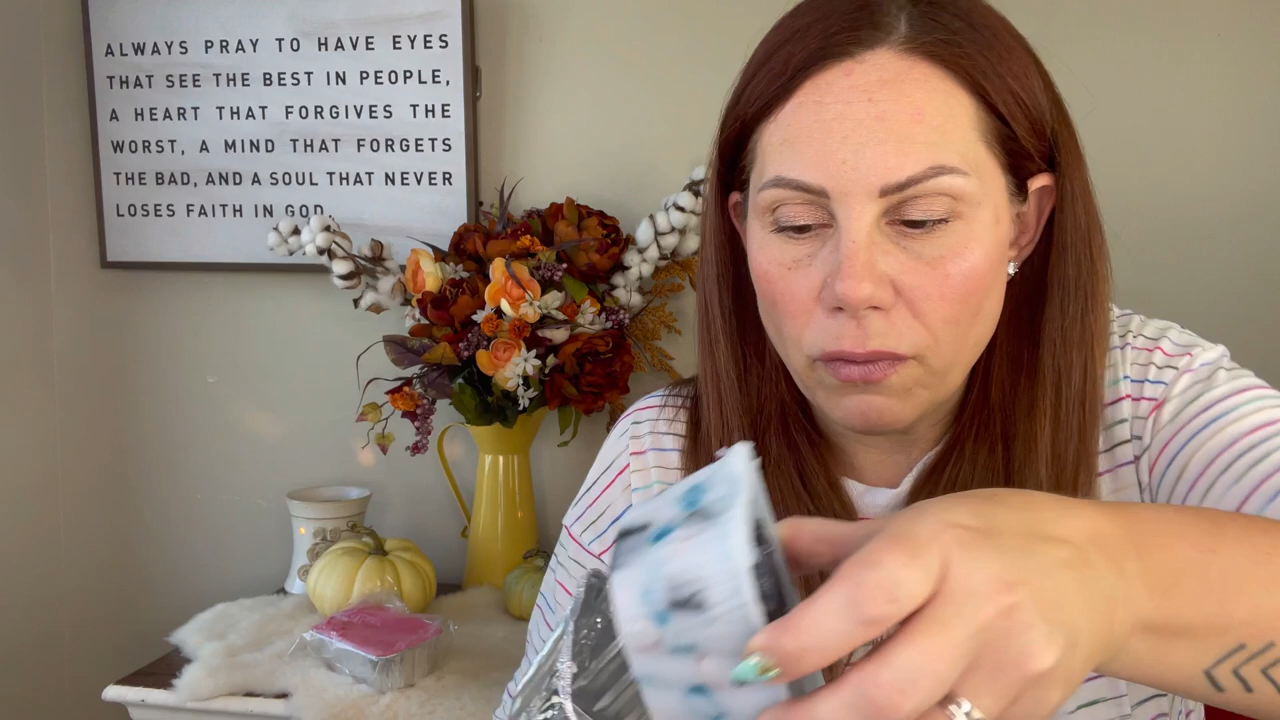 ALWAYS PRAY TO HAVE EYES
THAT SEE THE BEST IN PEOPLE,
A HEART THAT FORGIVES THE
WORST, A MIND THAT FORGETS
THE BAD, AND A SOUL THAT NEVER
LOSES FAITH IN GOD.